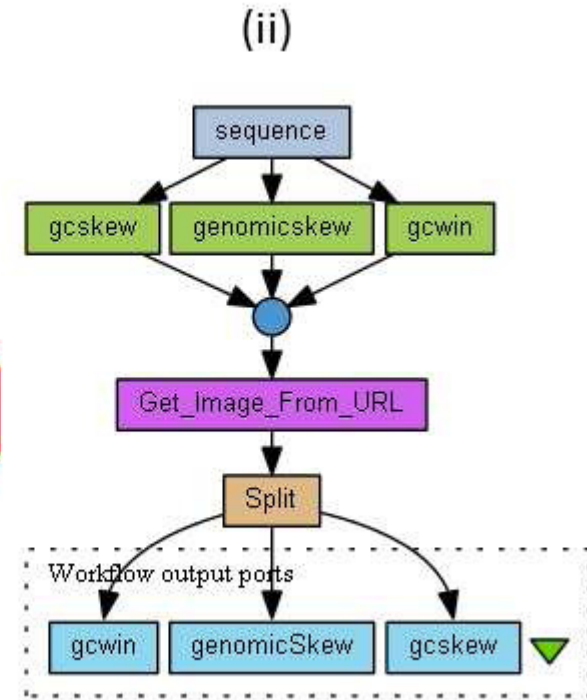 (ii)
sequence
gcskew genomicskew gcwin
Get_Image_From_URL
Split
Workflow output ports
gcwin genomicSkew gcskew